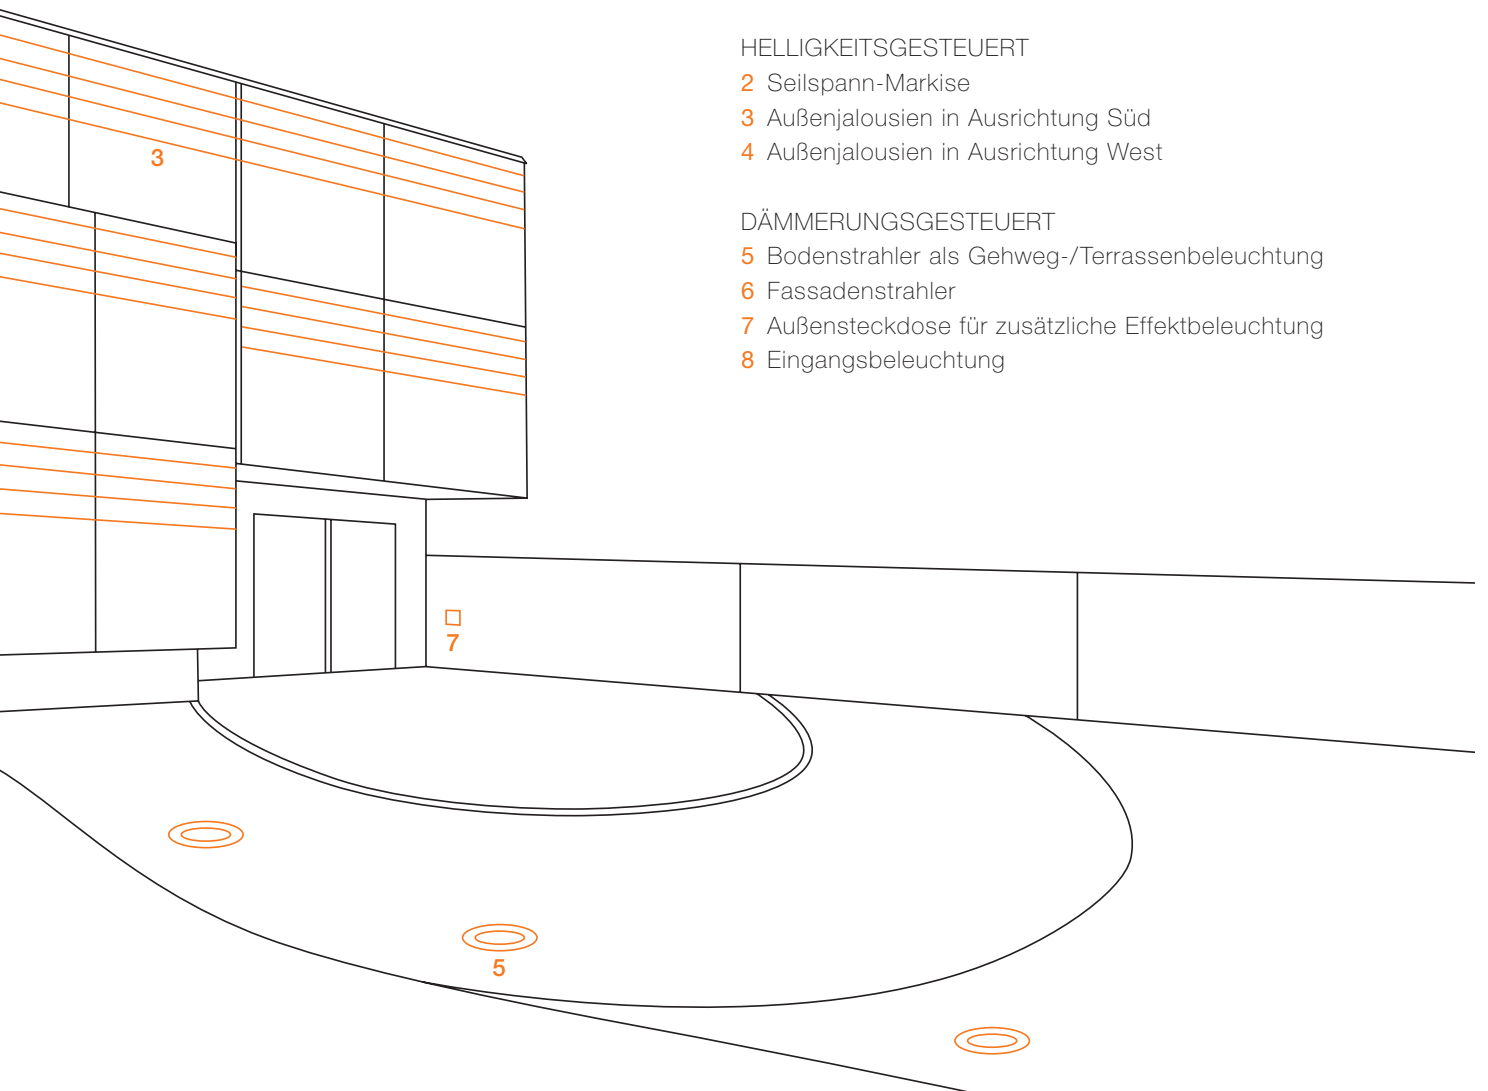 HELLIGKEITSGESTEUERT
2 Seilspann-Markise
3 Außenjalousien in Ausrichtung Süd
4 Außenjalousien in Ausrichtung West
DÄMMERUNGSGESTEUERT
5 Bodenstrahler als Gehweg-/Terrassenbeleuchtung
6 Fassadenstrahler
7 Außensteckdose für zusätzliche Effektbeleuchtung
8 Eingangsbeleuchtung
3
7
5